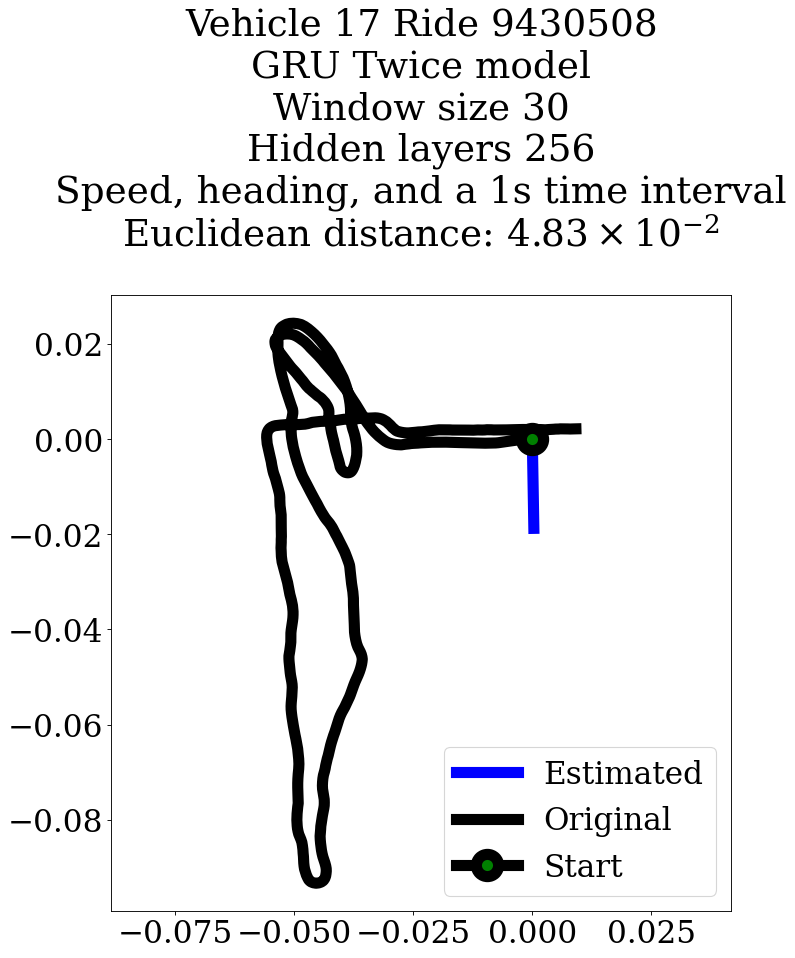 Vehicle 17 Ride 9430508
GRU Twice model
Window size 30
Hidden layers 256
Speed, heading, and a 1s time interval
Euclidean distance: 4.83 × 10⁻²
0.02
0.00
−0.02
−0.04
−0.06
−0.08
Estimated
Original
Start
−0.075 −0.050 −0.025 0.000 0.025